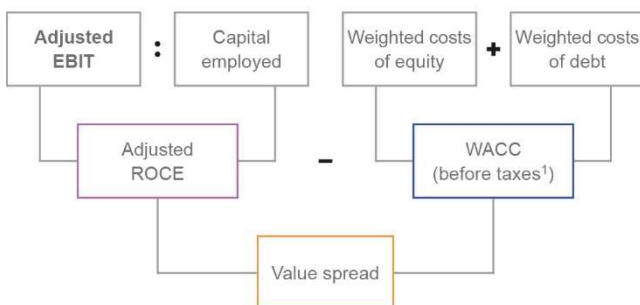 Adjusted
EBIT
:
Capital
employed
Weighted costs
of equity
+
Weighted costs
of debt
Adjusted
ROCE
–
WACC
(before taxes¹)
Value spread